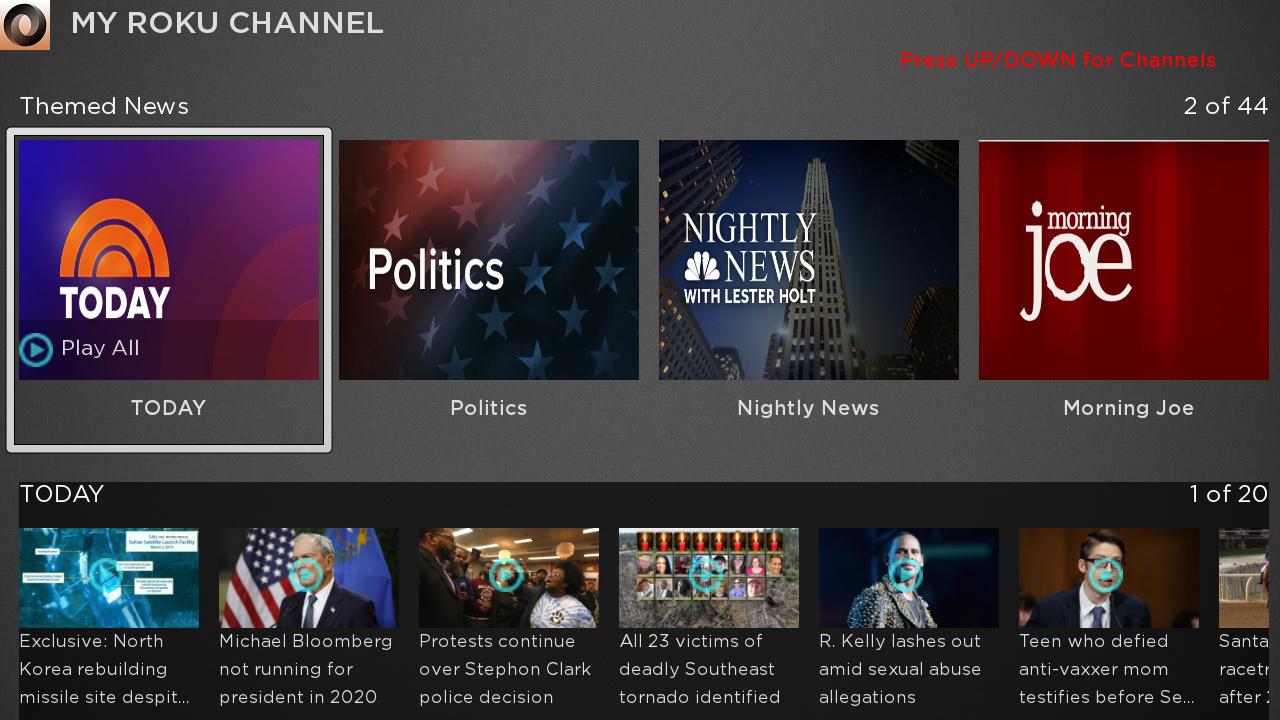 MY ROKU CHANNEL
Press UP/DOWN for Channels
Themed News
2 of 44
TODAY
Play All
Politics
NIGHTLY
NEWS
WITH LESTER HOLT
morning
joe
TODAY
Politics
Nightly News
Morning Joe
TODAY
1 of 20
Exclusive: North
Korea rebuilding
missile site despit...
Michael Bloomberg
not running for
president in 2020
Protests continue
over Stephon Clark
police decision
All 23 victims of
deadly Southeast
tornado identified
R. Kelly lashes out
amid sexual abuse
allegations
Teen who defied
anti-vaxxer mom
testifies before Se...
Santa
racetr
after 2